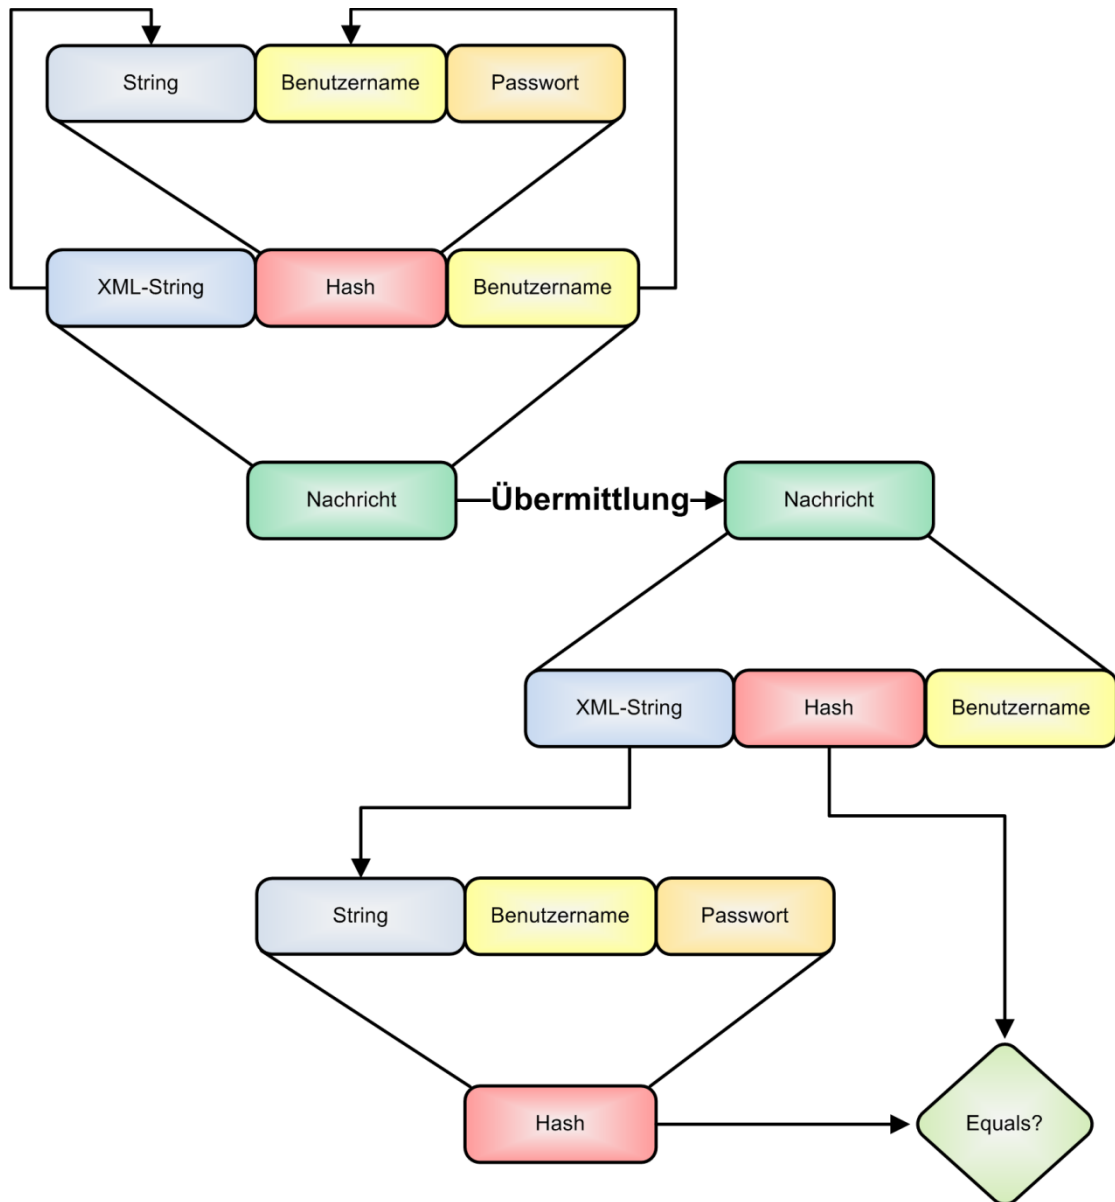 String Benutzername Passwort
XML-String Hash Benutzername
Nachricht Übermittlung Nachricht
XML-String Hash Benutzername
String Benutzername Passwort
Hash Equals?